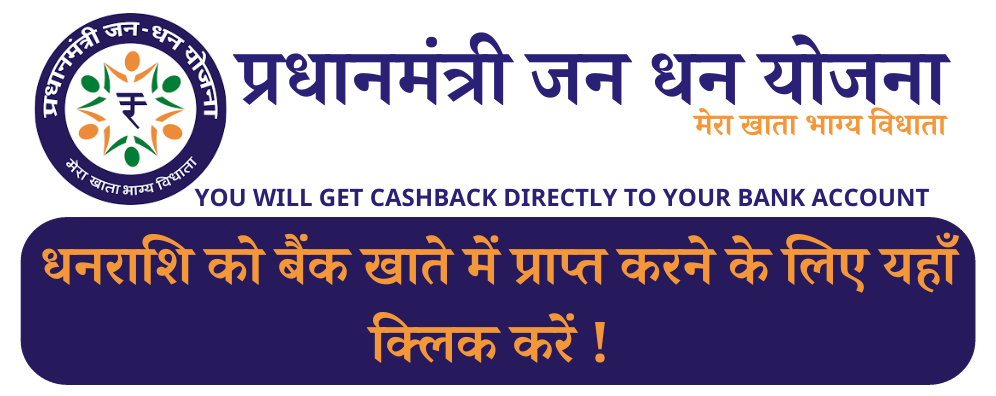 प्रधानमंत्री जन-धन योजना
मेरा खाता भाग्य विधाता
प्रधानमंत्री जन धन योजना
मेरा खाता भाग्य विधाता
YOU WILL GET CASHBACK DIRECTLY TO YOUR BANK ACCOUNT
धनराशि को बैंक खाते में प्राप्त करने के लिए यहाँ
क्लिक करें !